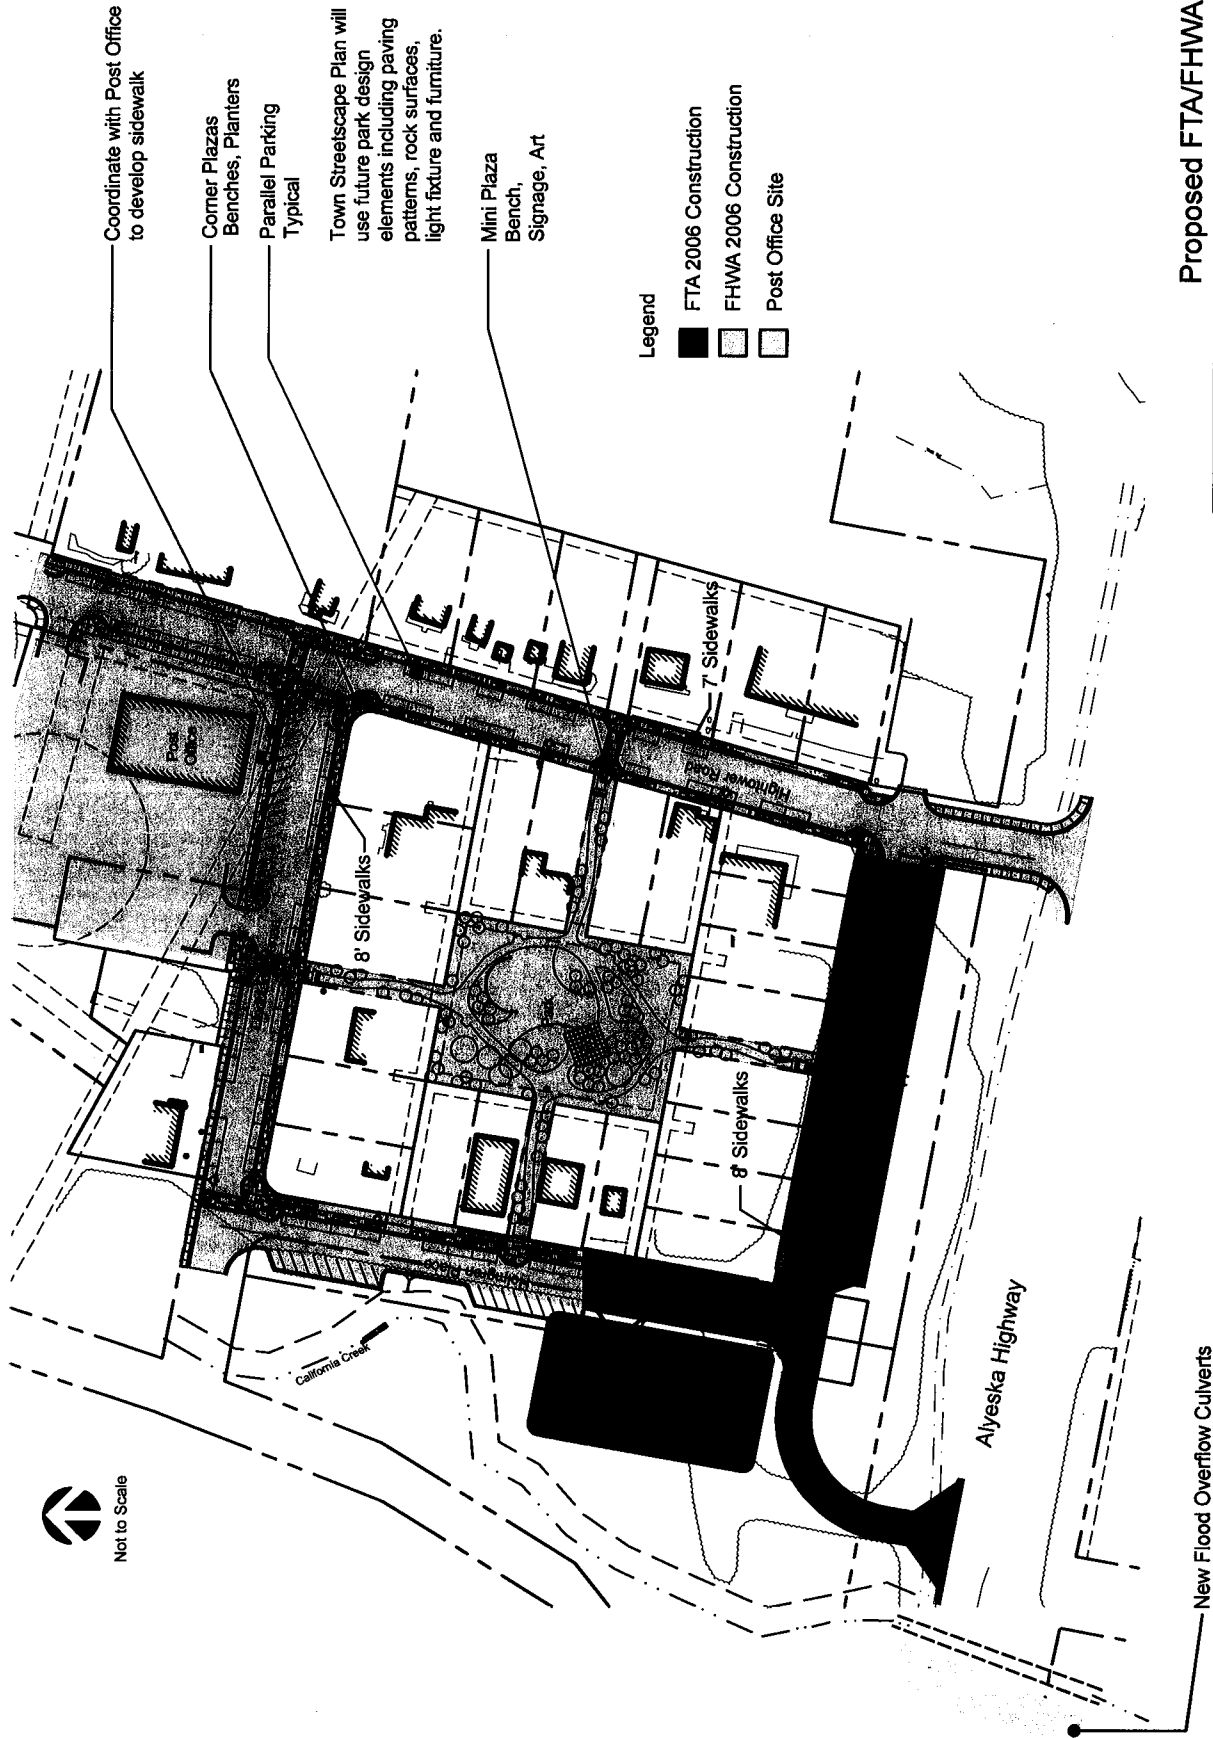 Coordinate with Post Office
to develop sidewalk
Corner Plazas
Benches, Planters
Parallel Parking
Typical
Town Streetscape Plan will
use future park design
elements including paving
patterns, rock surfaces,
light fixture and furniture.
Mini Plaza
Bench,
Signage, Art
Legend
FTA 2006 Construction
FHWA 2006 Construction
Post Office Site
Proposed FTA/FHWA
Post
Office
8' Sidewalks
7' Sidewalks
Hightower Road
8' Sidewalks
Holmgren Place
California Creek
Alyeska Highway
Not to Scale
New Flood Overflow Culverts